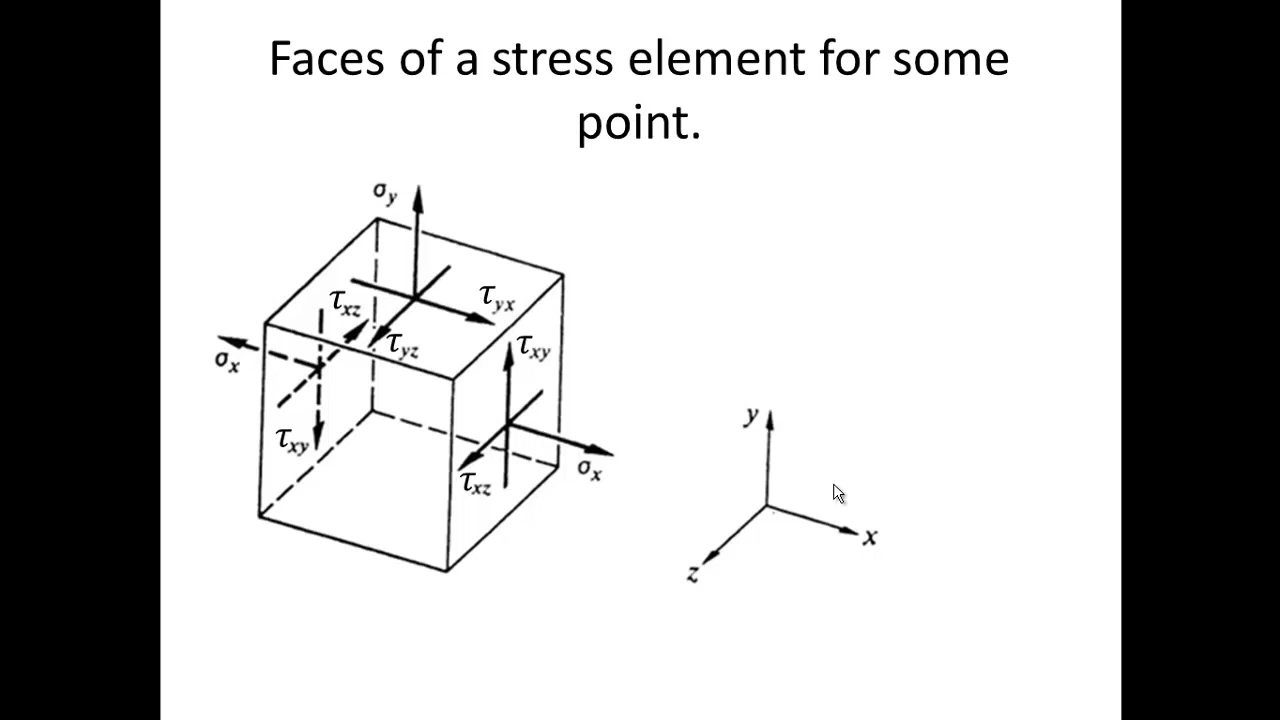 Faces of a stress element for some
point.
σy
τxz
τyx
τyz
τxy
σx
τxy
σx
τxz
y
x
z